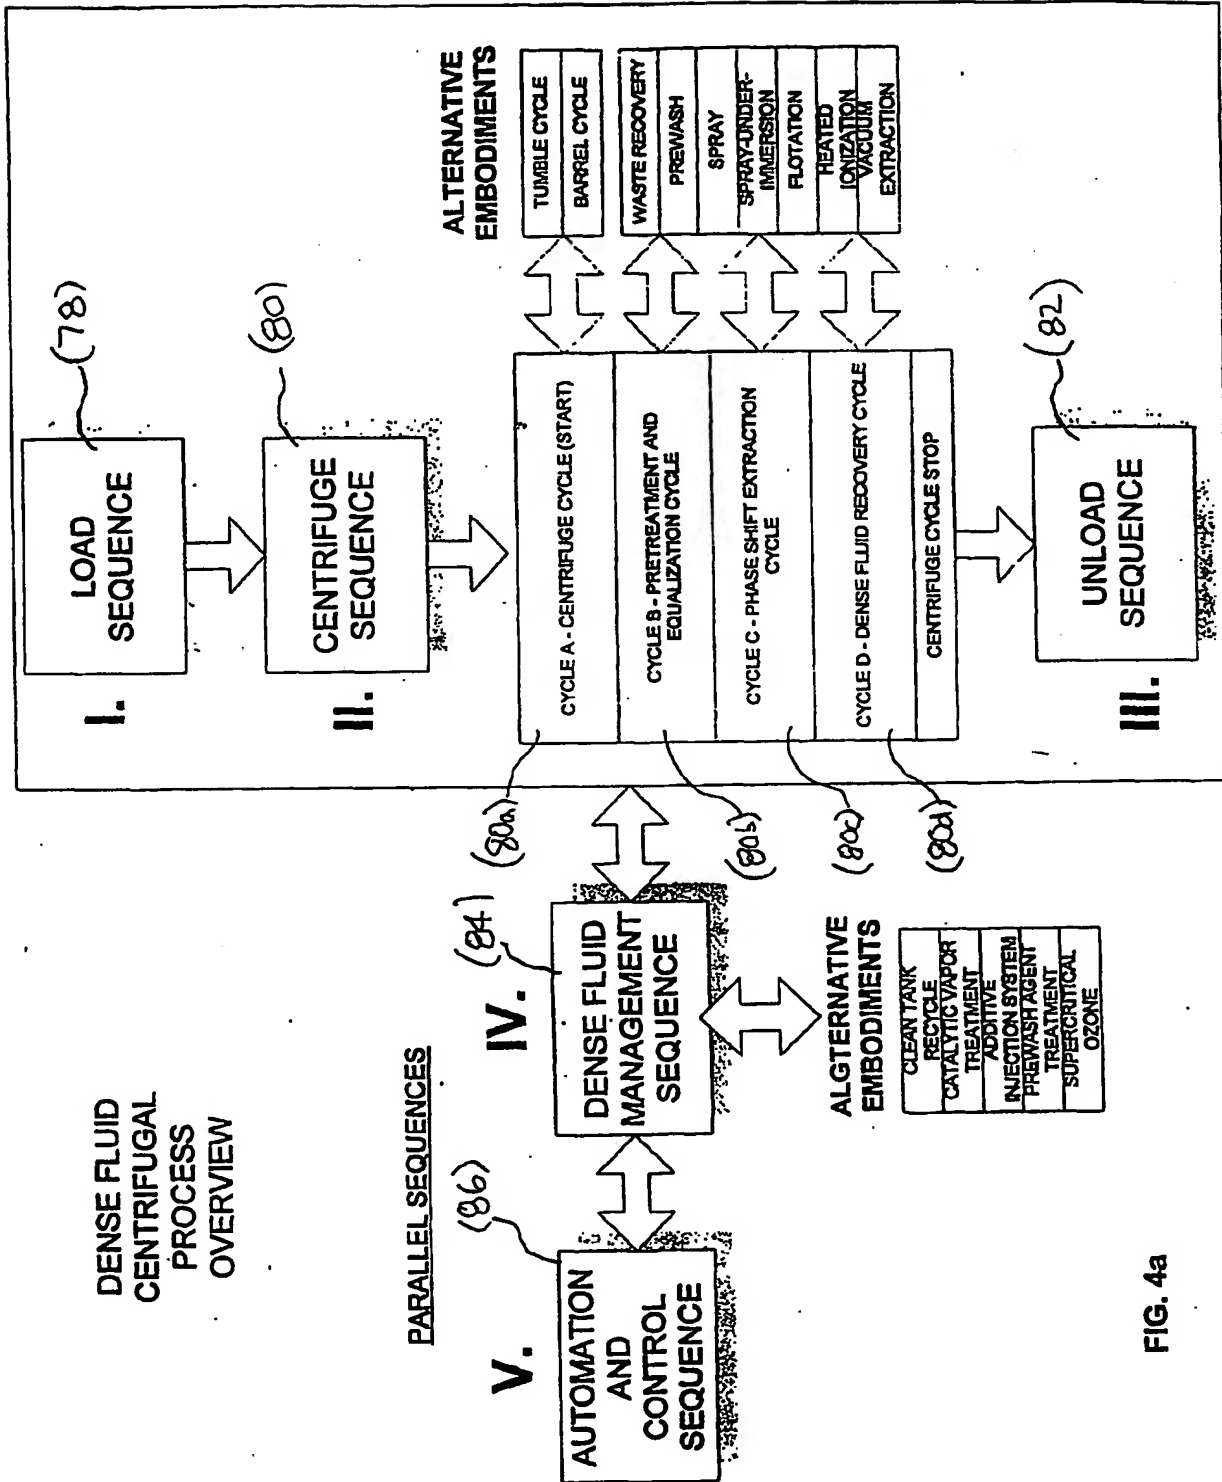 DENSE FLUID
CENTRIFUGAL
PROCESS
OVERVIEW
PARALLEL SEQUENCES
V.
(86)
AUTOMATION
AND
CONTROL
SEQUENCE
IV.
(84)
DENSE FLUID
MANAGEMENT
SEQUENCE
ALGTERNATIVE
EMBODIMENTS
CLEAN TANK
RECYCLE
CATALYTIC VAPOR
TREATMENT
ADDITIVE
INJECTION SYSTEM
PREWASH AGENT
TREATMENT
SUPERCRITICAL
OZONE
I.
(78)
LOAD
SEQUENCE
II.
(80)
CENTRIFUGE
SEQUENCE
(80a)
CYCLE A - CENTRIFUGE CYCLE (START)
(80b)
CYCLE B - PRETREATMENT AND
EQUALIZATION CYCLE
(80c)
CYCLE C - PHASE SHIFT EXTRACTION
CYCLE
(80d)
CYCLE D - DENSE FLUID RECOVERY CYCLE
CENTRIFUGE CYCLE STOP
ALTERNATIVE
EMBODIMENTS
TUMBLE CYCLE
BARREL CYCLE
WASTE RECOVERY
PREWASH
SPRAY
SPRAY-UNDER-
IMMERSION
FLOTATION
HEATED
IONIZATION
VACUUM
EXTRACTION
III.
(82)
UNLOAD
SEQUENCE
FIG. 4a